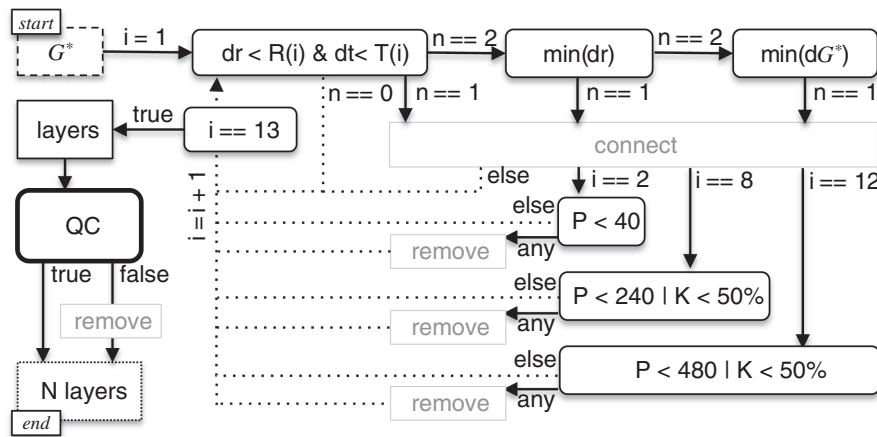 start
G*
i = 1
dr < R(i) & dt< T(i)
n == 2
min(dr)
n == 2
min(dG*)
n == 0
n == 1
n == 1
n == 1
layers
true
i == 13
connect
else
i == 2
i == 8
i == 12
i = i + 1
QC
else
P < 40
remove
any
true
false
else
P < 240 | K < 50%
remove
remove
any
else
P < 480 | K < 50%
N layers
remove
any
end